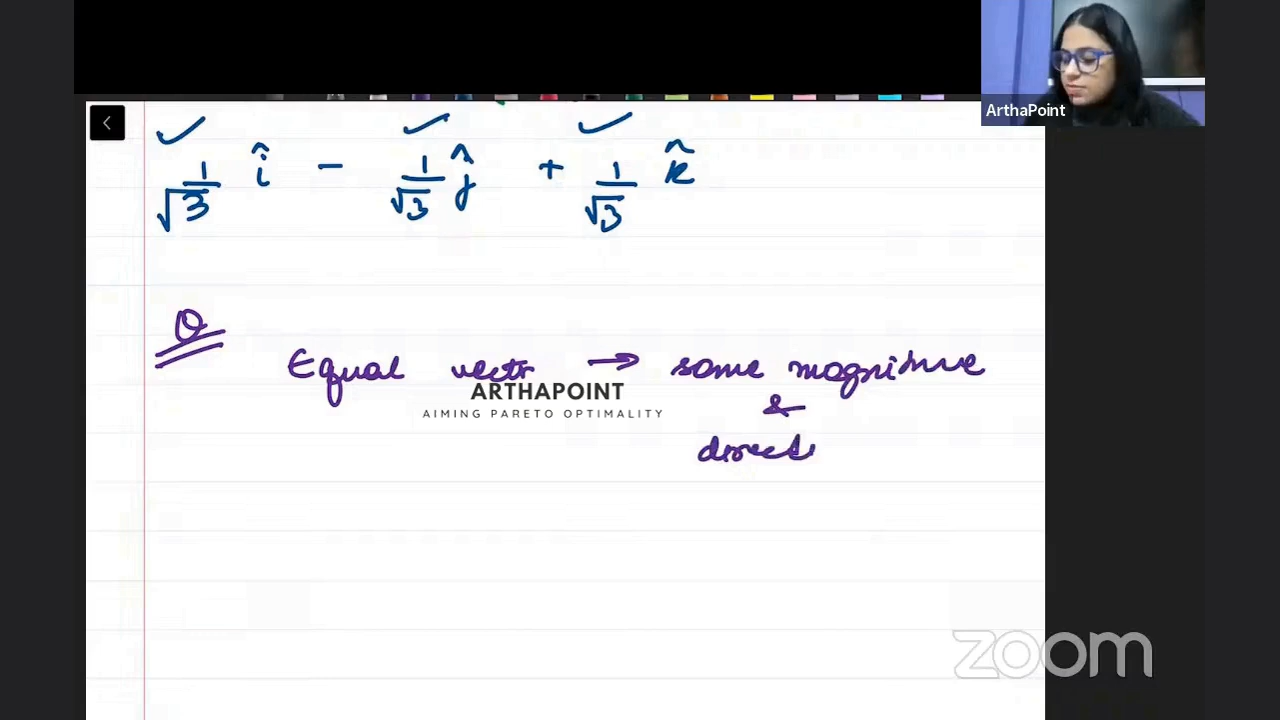 ArthaPoint
1/√3 î - 1/√3 ĵ + 1/√3 k̂
Q
Equal vectr → same magnitude
&
direct
ARTHAPOINT
AIMING PARETO OPTIMALITY
zoom